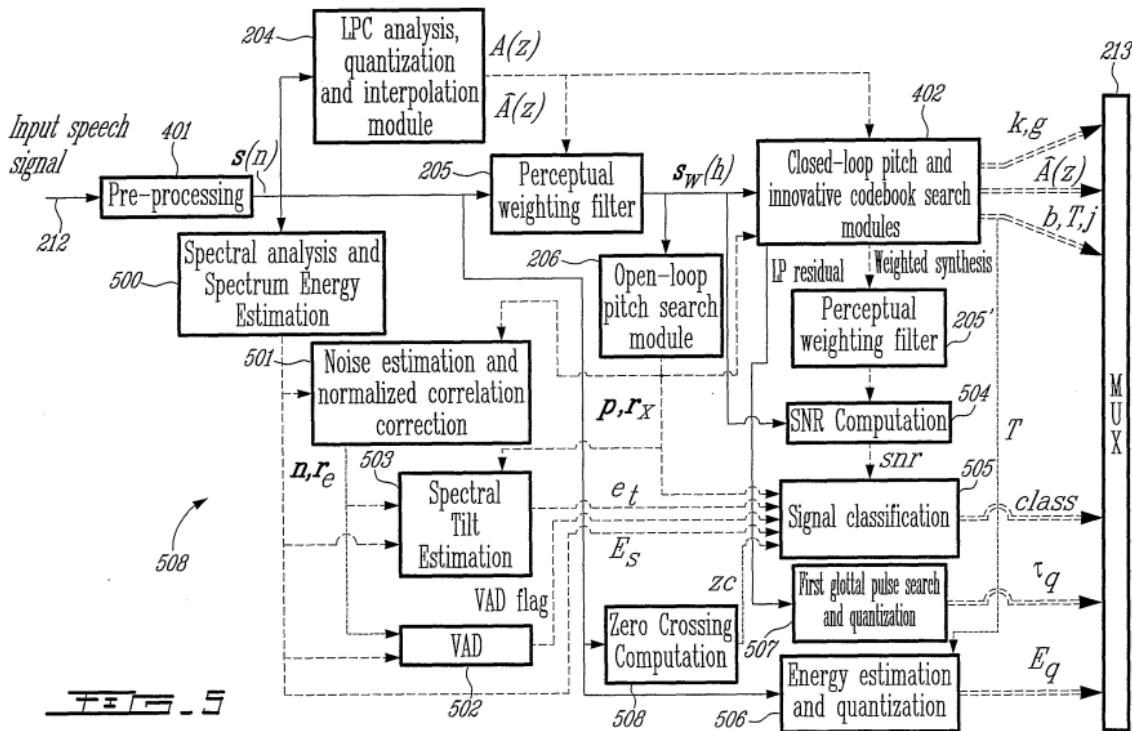 204
LPC analysis,
quantization
and interpolation
module
A(z)
Â(z)
213
Input speech
signal
401
s(n)
Pre-processing
212
205
Perceptual
weighting filter
s_w(h)
402
Closed-loop pitch and
innovative codebook search
modules
k,g
Â(z)
b,T,j
500
Spectral analysis and
Spectrum Energy
Estimation
206
Open-loop
pitch search
module
LP residual
Weighted synthesis
Perceptual
weighting filter
205'
501
Noise estimation and
normalized correlation
correction
p,r_x
SNR Computation
504
snr
T
MUX
n,r_e
503
Spectral
Tilt
Estimation
e_t
E_s
505
Signal classification
class
508
VAD flag
zc
First glottal pulse search
and quantization
507
τ_q
VAD
502
Zero Crossing
Computation
508
Energy estimation
and quantization
506
E_q
FIG. 5